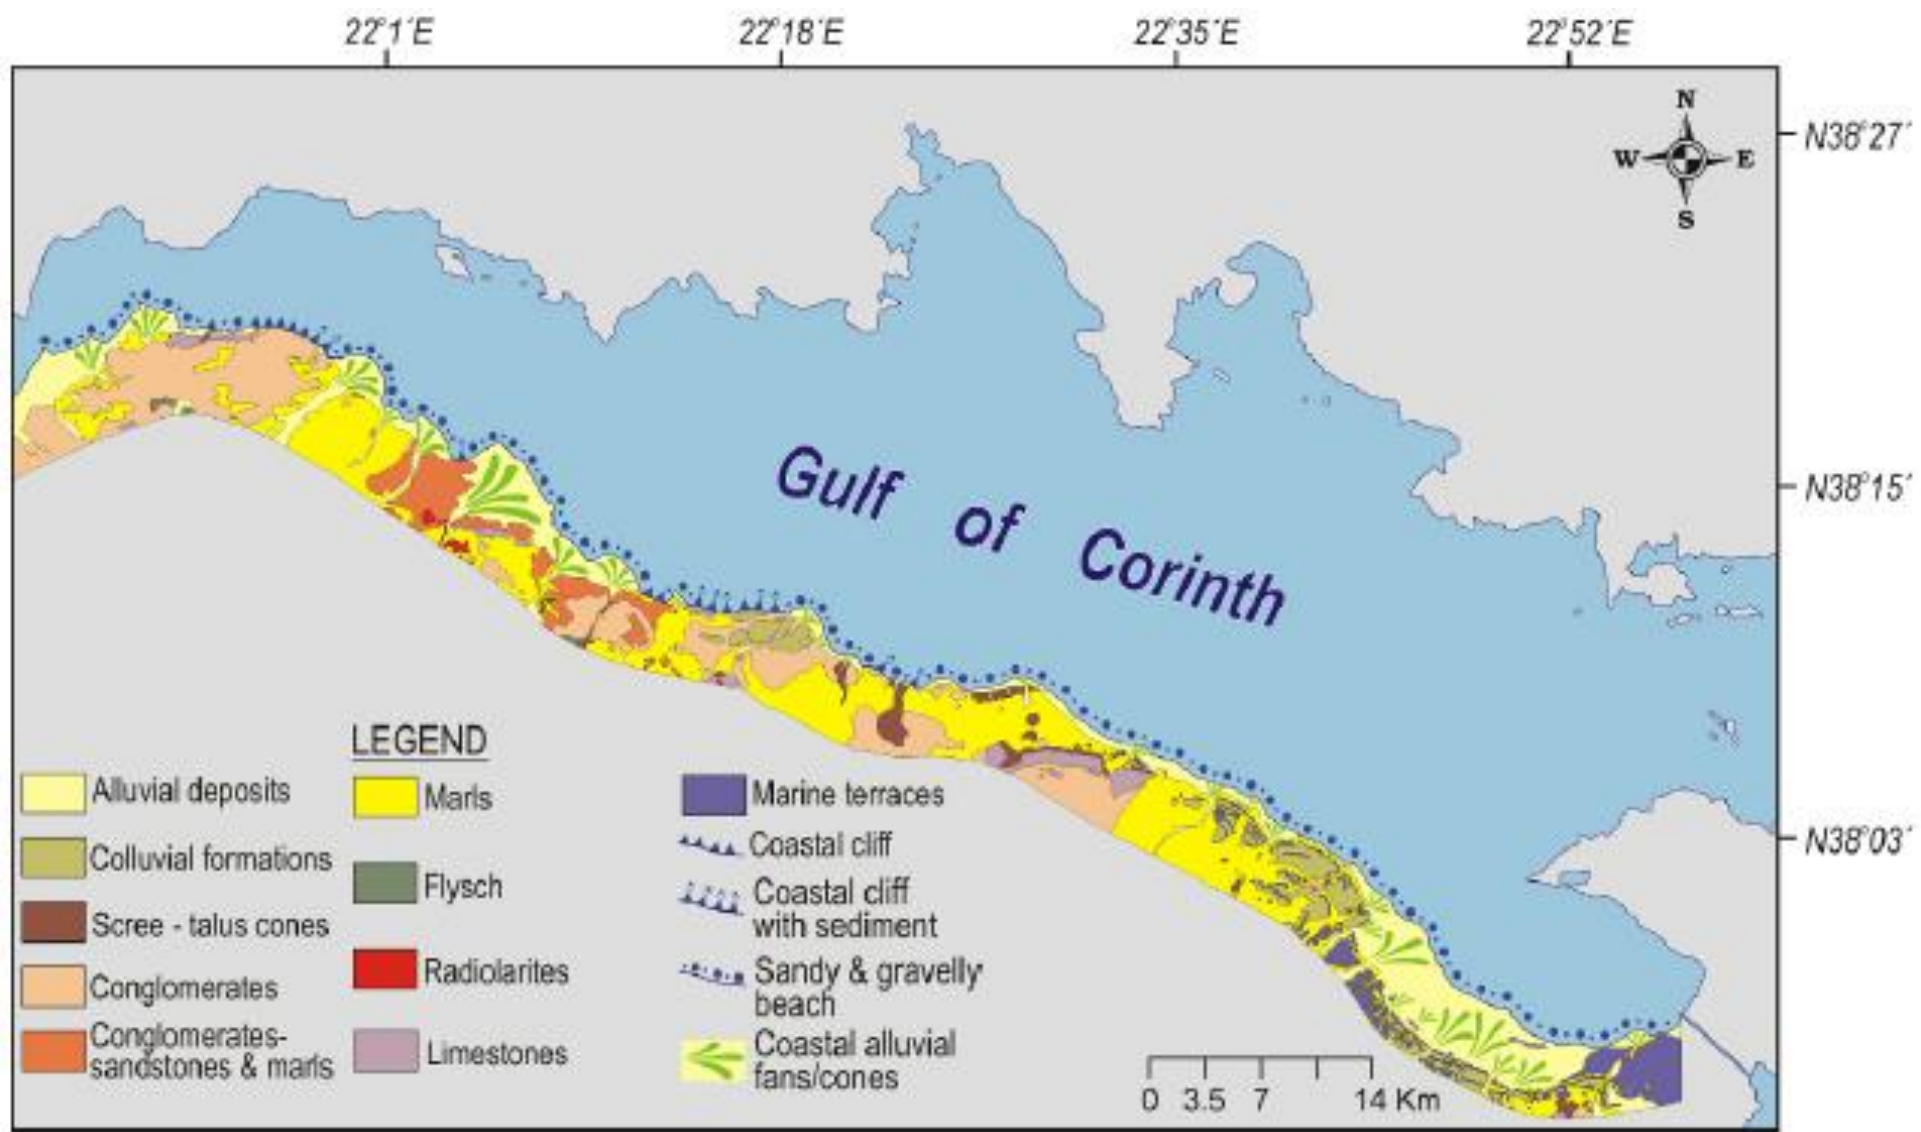 22°1´E 22°18´E 22°35´E 22°52´E
N
W E
S
N38°27´
N38°15´
N38°03´
Gulf of Corinth
LEGEND
Alluvial deposits
Colluvial formations
Scree - talus cones
Conglomerates
Conglomerates-
sandstones & marls
Marls
Flysch
Radiolarites
Limestones
Marine terraces
Coastal cliff
Coastal cliff
with sediment
Sandy & gravelly
beach
Coastal alluvial
fans/cones
0 3.5 7 14 Km